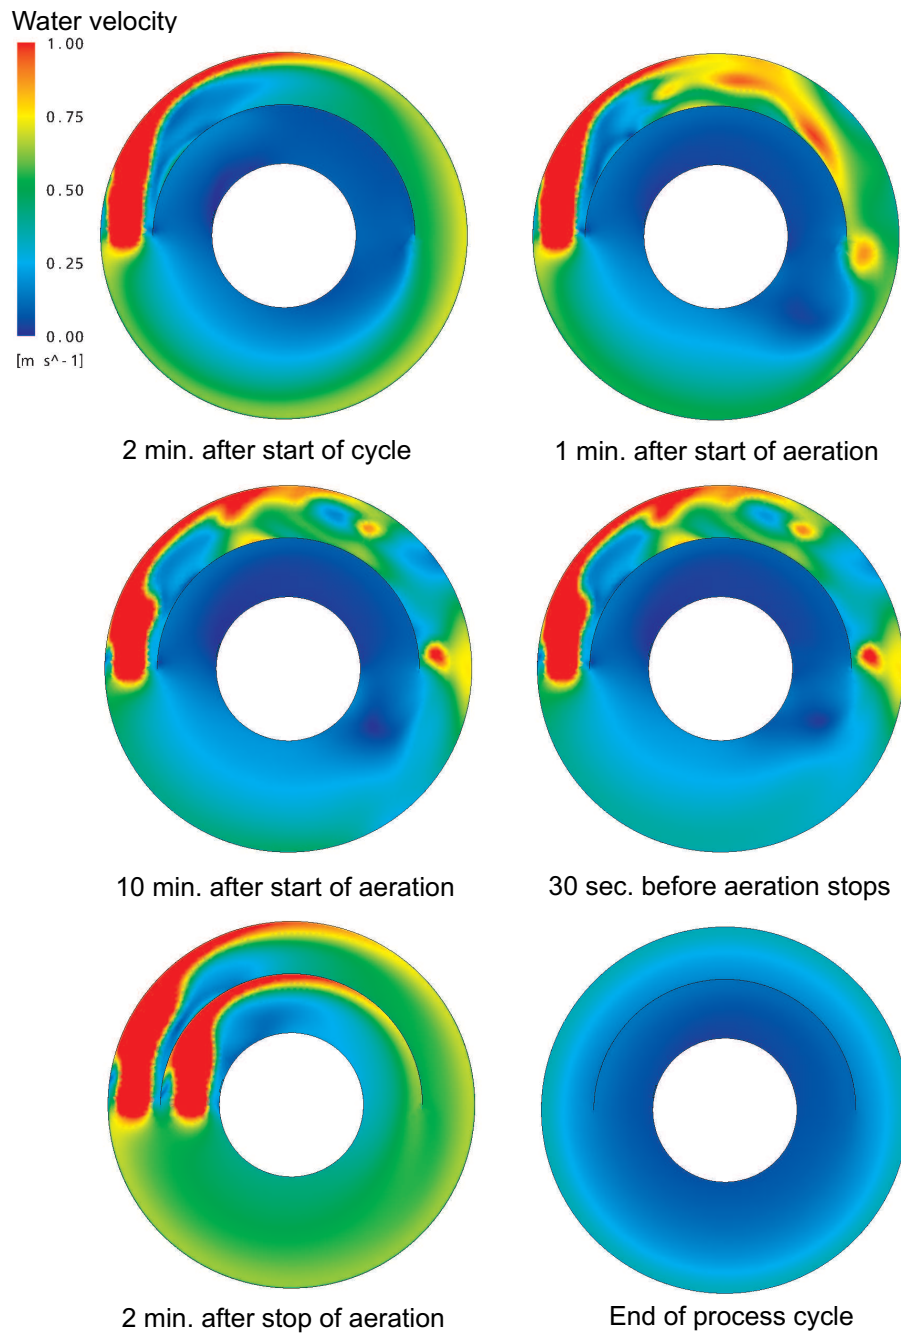 Water velocity
1.00
0.75
0.50
0.25
0.00
[m s^-1]
2 min. after start of cycle
1 min. after start of aeration
10 min. after start of aeration
30 sec. before aeration stops
2 min. after stop of aeration
End of process cycle